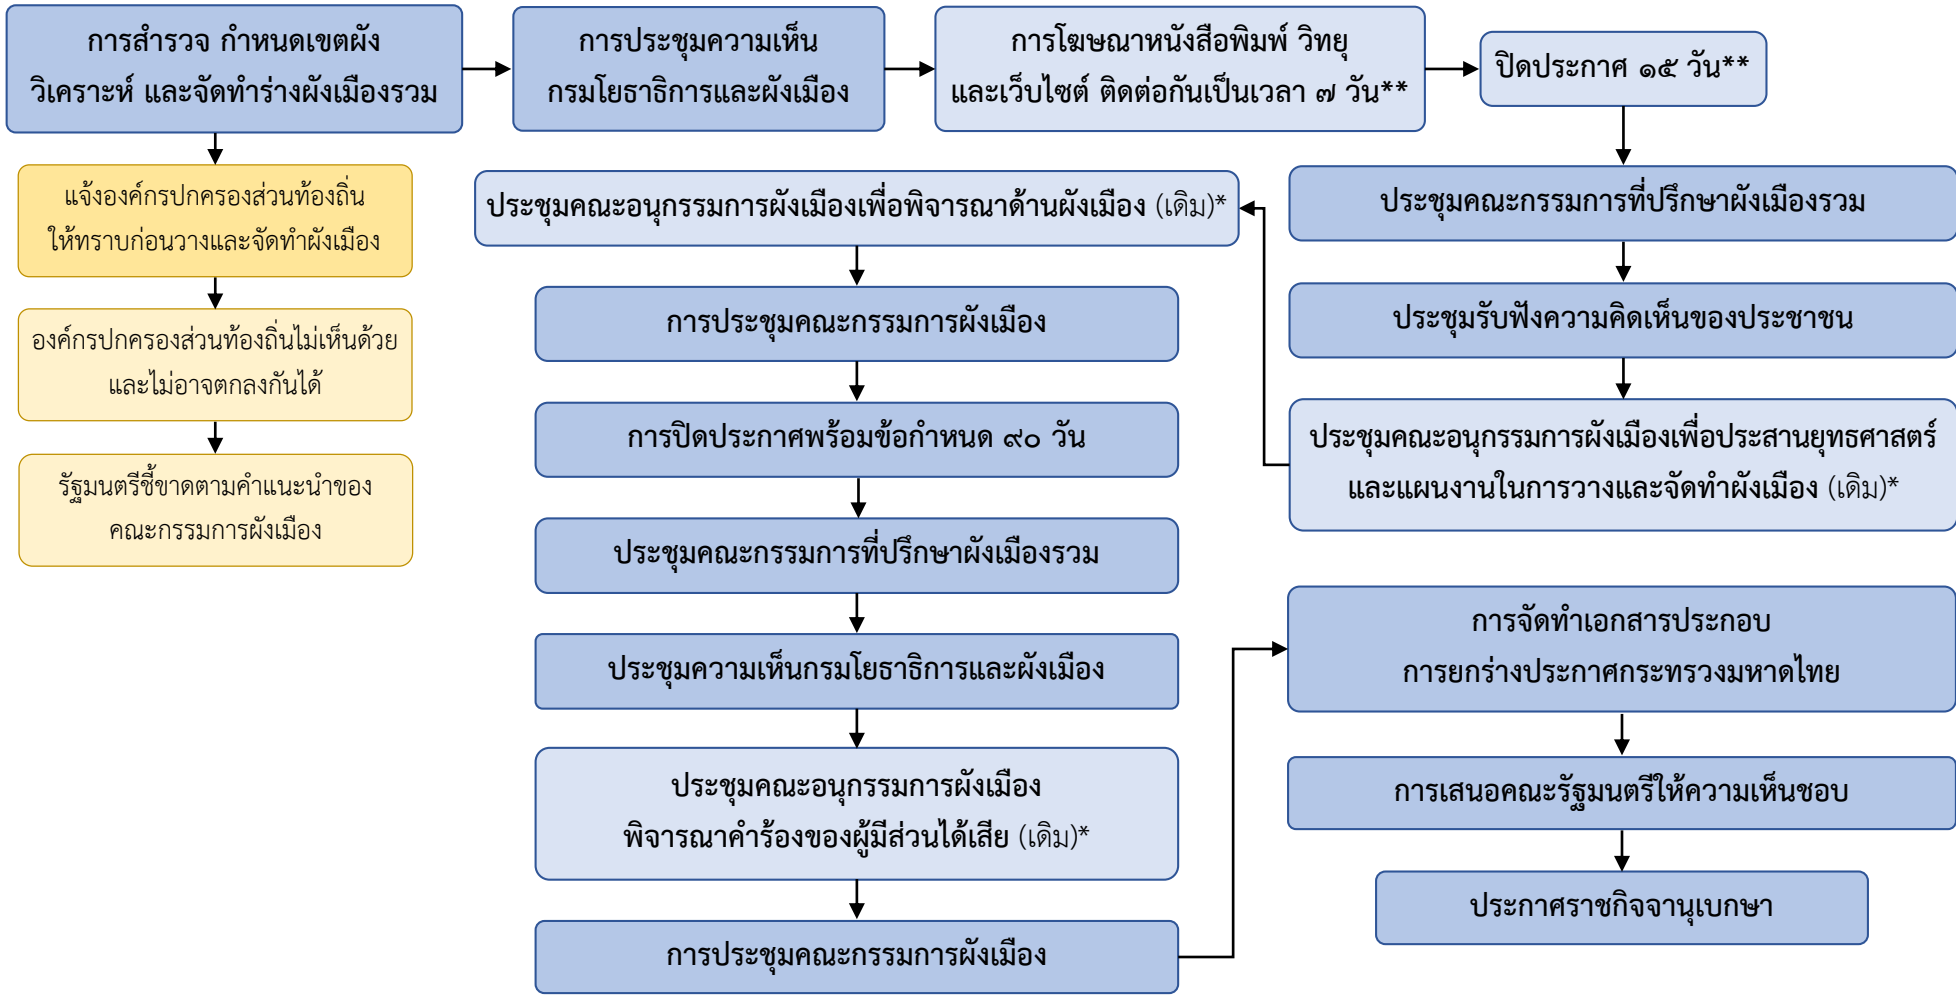 การสำรวจ กำหนดเขตผัง
วิเคราะห์ และจัดทำร่างผังเมืองรวม
การประชุมความเห็น
กรมโยธาธิการและผังเมือง
การโฆษณาหนังสือพิมพ์ วิทยุ
และเว็บไซต์ ติดต่อกันเป็นเวลา ๗ วัน**
ปิดประกาศ ๑๕ วัน**
แจ้งองค์กรปกครองส่วนท้องถิ่น
ให้ทราบก่อนวางและจัดทำผังเมือง
องค์กรปกครองส่วนท้องถิ่นไม่เห็นด้วย
และไม่อาจตกลงกันได้
รัฐมนตรีชี้ขาดตามคำแนะนำของ
คณะกรรมการผังเมือง
ประชุมคณะกรรมการที่ปรึกษาผังเมืองรวม
ประชุมรับฟังความคิดเห็นของประชาชน
ประชุมคณะอนุกรรมการผังเมืองเพื่อประสานยุทธศาสตร์
และแผนงานในการวางและจัดทำผังเมือง (เดิม)*
ประชุมคณะอนุกรรมการผังเมืองเพื่อพิจารณาด้านผังเมือง (เดิม)*
การประชุมคณะกรรมการผังเมือง
การปิดประกาศพร้อมข้อกำหนด ๙๐ วัน
ประชุมคณะกรรมการที่ปรึกษาผังเมืองรวม
ประชุมความเห็นกรมโยธาธิการและผังเมือง
ประชุมคณะอนุกรรมการผังเมือง
พิจารณาคำร้องของผู้มีส่วนได้เสีย (เดิม)*
การประชุมคณะกรรมการผังเมือง
การจัดทำเอกสารประกอบ
การยกร่างประกาศกระทรวงมหาดไทย
การเสนอคณะรัฐมนตรีให้ความเห็นชอบ
ประกาศราชกิจจานุเบกษา